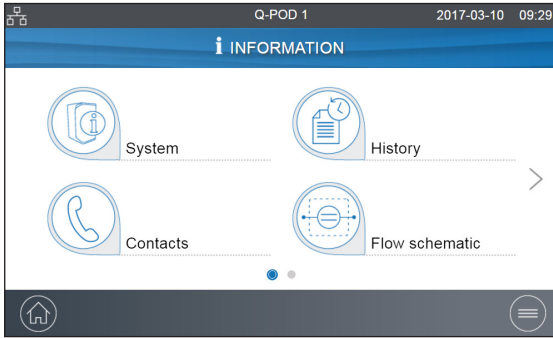 Q-POD 1 2017-03-10 09:29
i INFORMATION
System History
Contacts Flow schematic